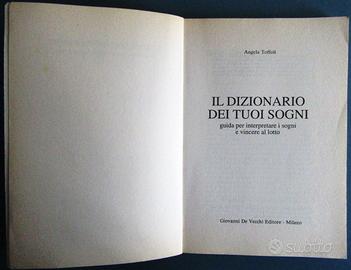 Angela Toffoli
IL DIZIONARIO
DEI TUOI SOGNI
guida per interpretare i sogni
e vincere al lotto
Giovanni De Vecchi Editore - Milano
subito